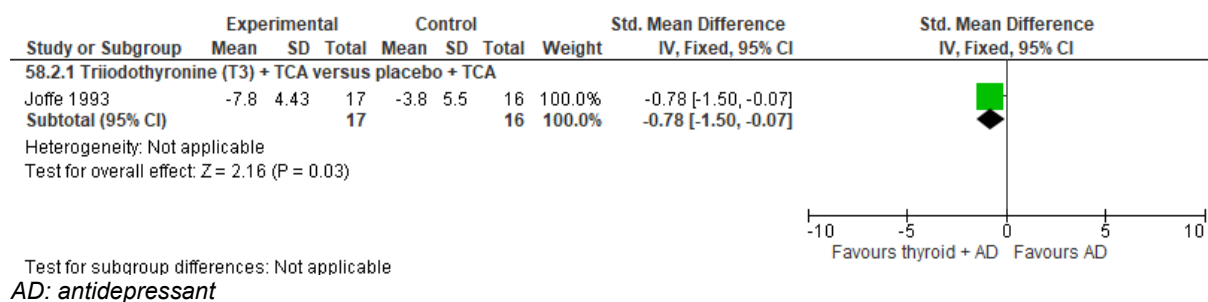 Experimental Control Std. Mean Difference Std. Mean Difference
Study or Subgroup Mean SD Total Mean SD Total Weight IV, Fixed, 95% CI IV, Fixed, 95% CI
58.2.1 Triiodothyronine (T3) + TCA versus placebo + TCA
Joffe 1993 -7.8 4.43 17 -3.8 5.5 16 100.0% -0.78 [-1.50, -0.07]
Subtotal (95% CI) 17 16 100.0% -0.78 [-1.50, -0.07]
Heterogeneity: Not applicable
Test for overall effect: Z = 2.16 (P = 0.03)
-10 -5 0 5 10
Favours thyroid + AD Favours AD
Test for subgroup differences: Not applicable
AD: antidepressant